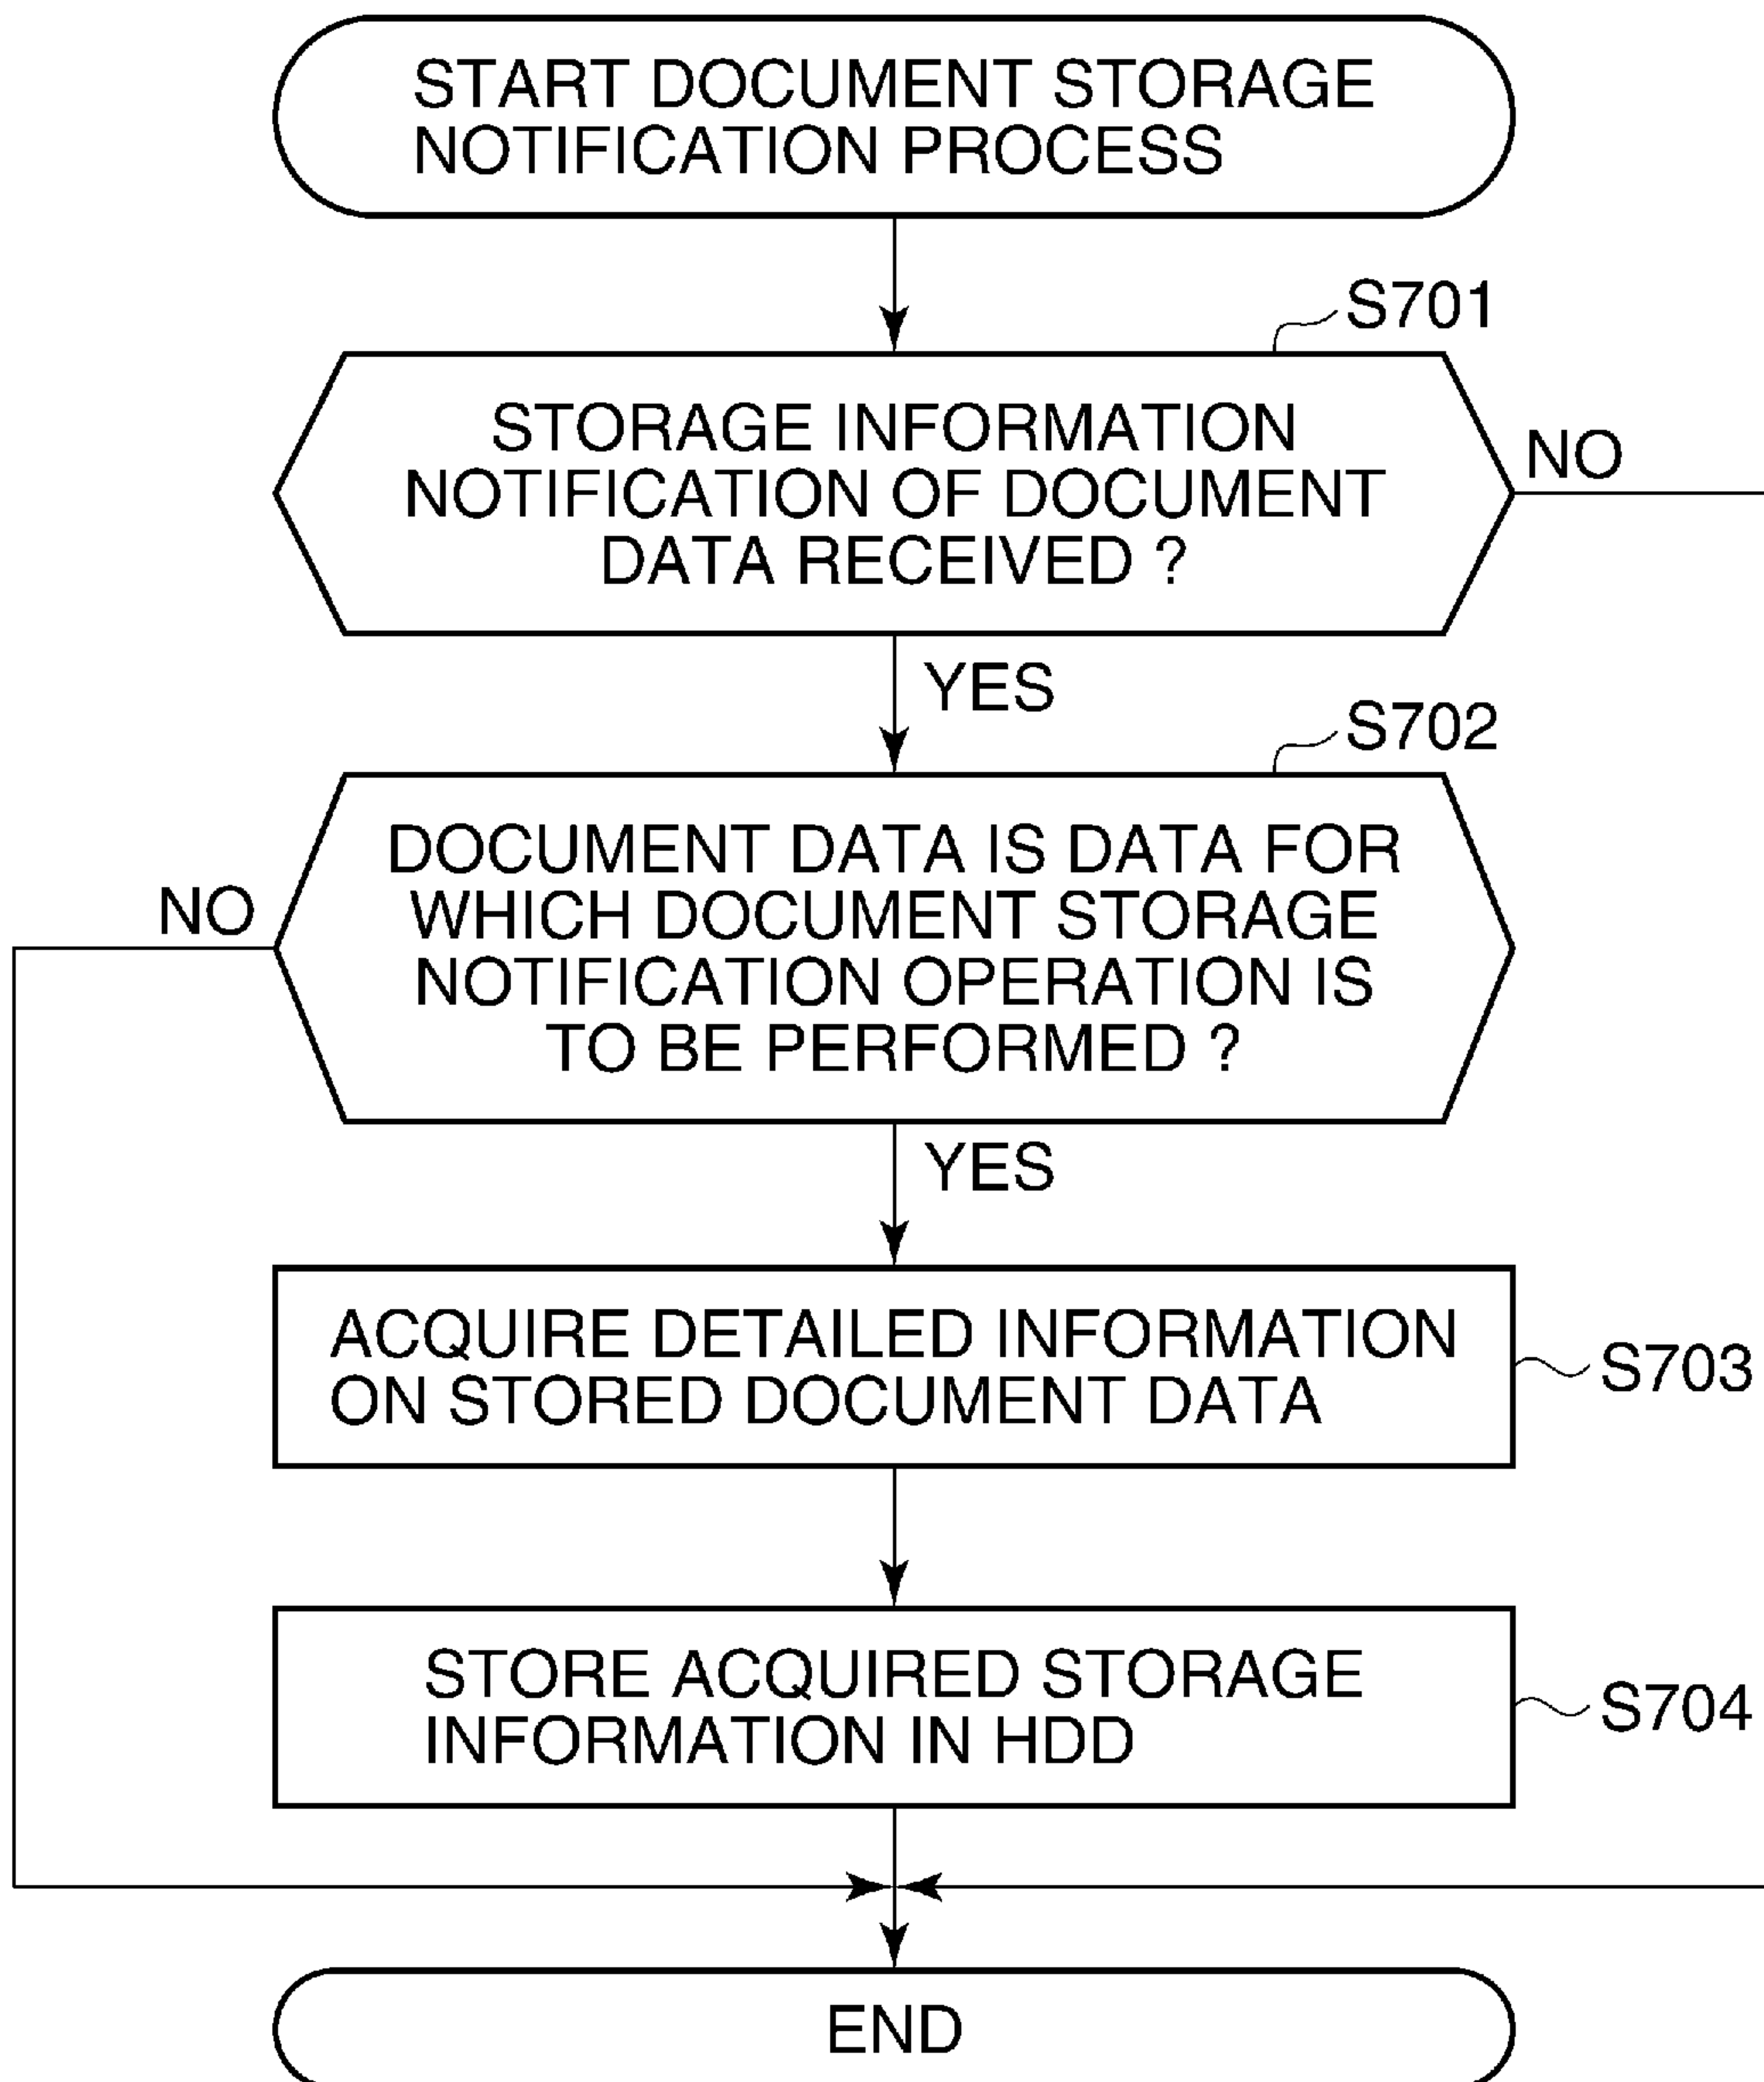 START DOCUMENT STORAGE
NOTIFICATION PROCESS
S701
STORAGE INFORMATION
NOTIFICATION OF DOCUMENT
DATA RECEIVED ?
NO
YES
S702
DOCUMENT DATA IS DATA FOR
WHICH DOCUMENT STORAGE
NOTIFICATION OPERATION IS
TO BE PERFORMED ?
NO
YES
ACQUIRE DETAILED INFORMATION
ON STORED DOCUMENT DATA
S703
STORE ACQUIRED STORAGE
INFORMATION IN HDD
S704
END